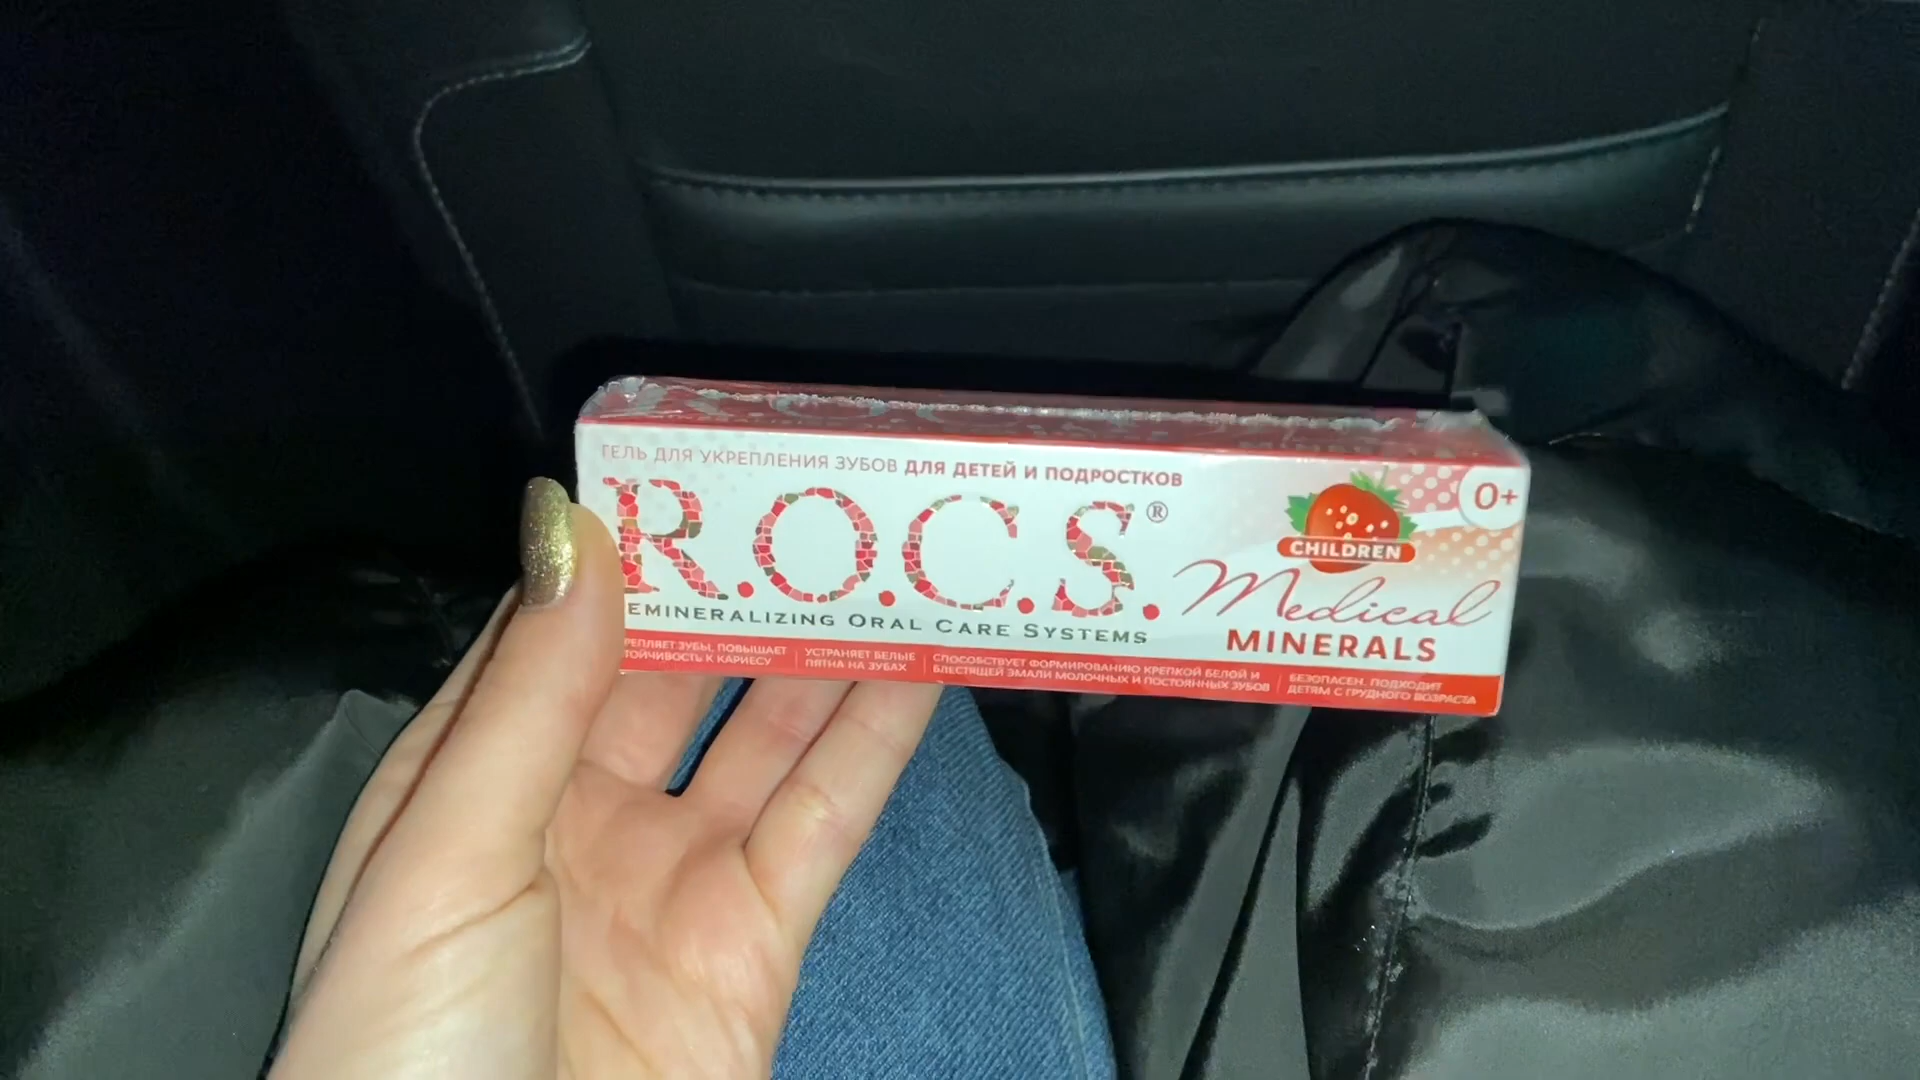 ГЕЛЬ ДЛЯ УКРЕПЛЕНИЯ ЗУБОВ ДЛЯ ДЕТЕЙ И ПОДРОСТКОВ
0+
R.O.C.S.®
CHILDREN
Medical
MINERALS
EMINERALIZING ORAL CARE SYSTEMS
РЕПЛЯЕТ ЗУБЫ, ПОВЫШАЕТ
ТОЙЧИВОСТЬ К КАРИЕСУ
УСТРАНЯЕТ БЕЛЫЕ
ПЯТНА НА ЗУБАХ
СПОСОБСТВУЕТ ФОРМИРОВАНИЮ КРЕПКОЙ БЕЛОЙ И
БЛЕСТЯЩЕЙ ЭМАЛИ МОЛОЧНЫХ И ПОСТОЯННЫХ ЗУБОВ
БЕЗОПАСЕН. ПОДХОДИТ
ДЕТЯМ С ГРУДНОГО ВОЗРАСТА